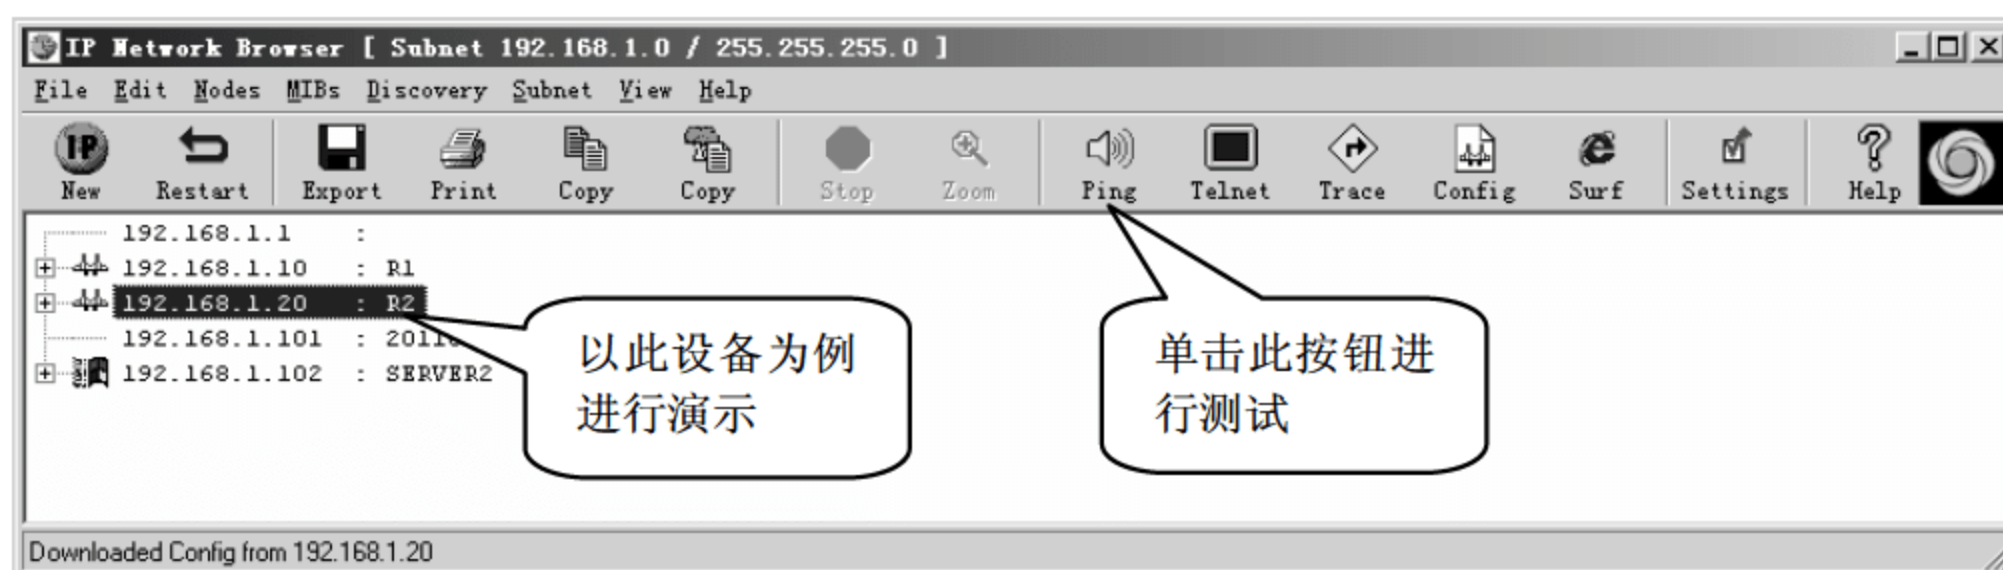 IP Network Browser [ Subnet 192.168.1.0 / 255.255.255.0 ]
File Edit Nodes MIBs Discovery Subnet View Help
IP
New Restart Export Print Copy Copy Stop Zoom Ping Telnet Trace Config Surf Settings Help
192.168.1.1 :
192.168.1.10 : R1
192.168.1.20 : R2
192.168.1.101 :
192.168.1.102 : SERVER2
以此设备为例
进行演示
单击此按钮进
行测试
Downloaded Config from 192.168.1.20